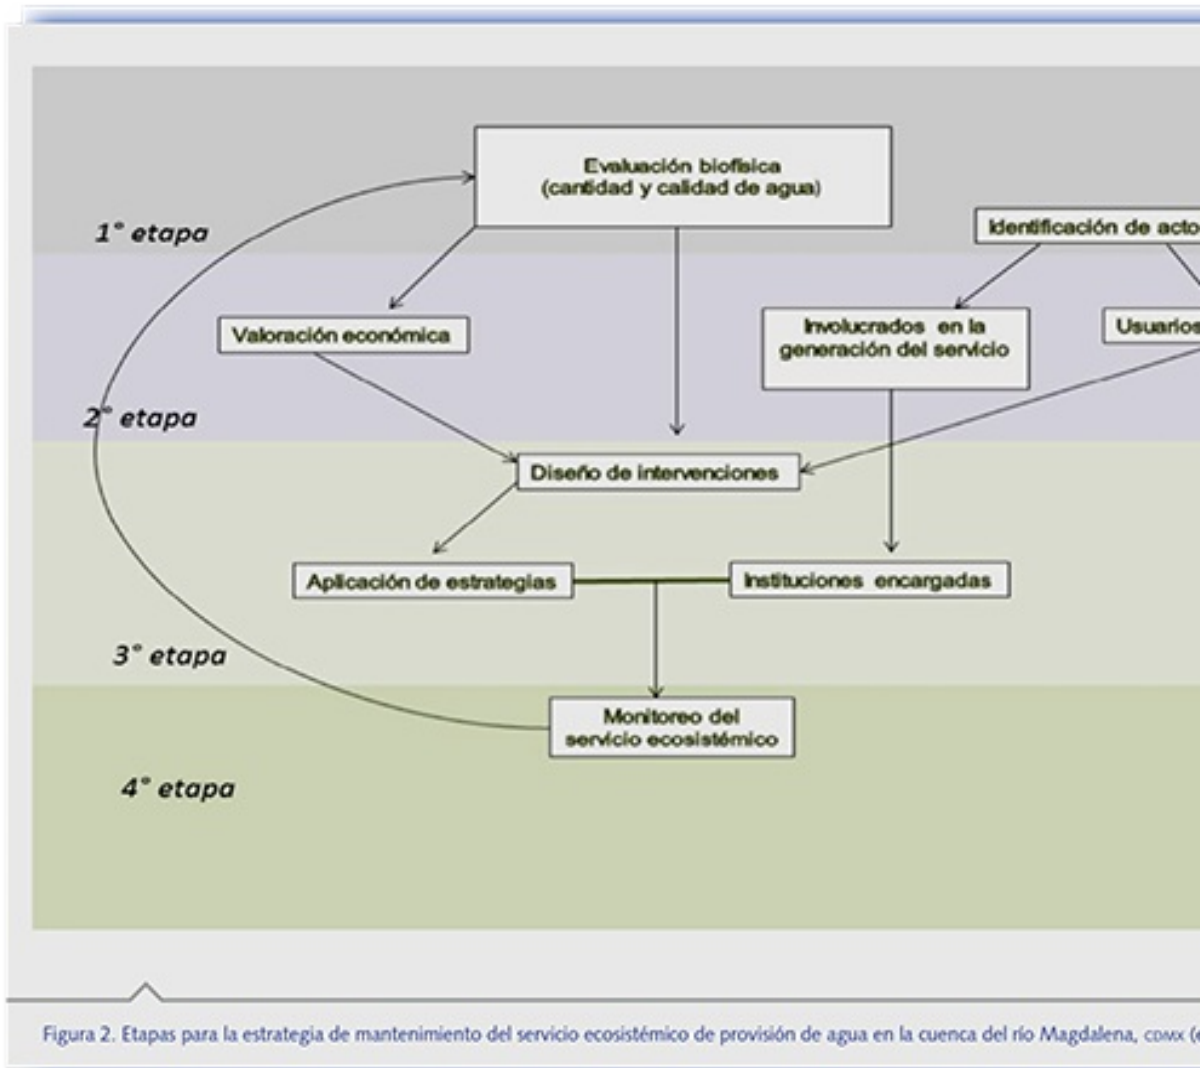 Evaluación biofísica
(cantidad y calidad de agua)
1° etapa
Identificación de
Valoración económica
Involucrados en la
generación del servicio
Usuarios
2° etapa
Diseño de intervenciones
Aplicación de estrategias
Instituciones encargadas
3° etapa
Monitoreo del
servicio ecosistémico
4° etapa
Figura 2. Etapas para la estrategia de mantenimiento del servicio ecosistémico de provisión de agua en la cuenca del río Magdalena, CDMX